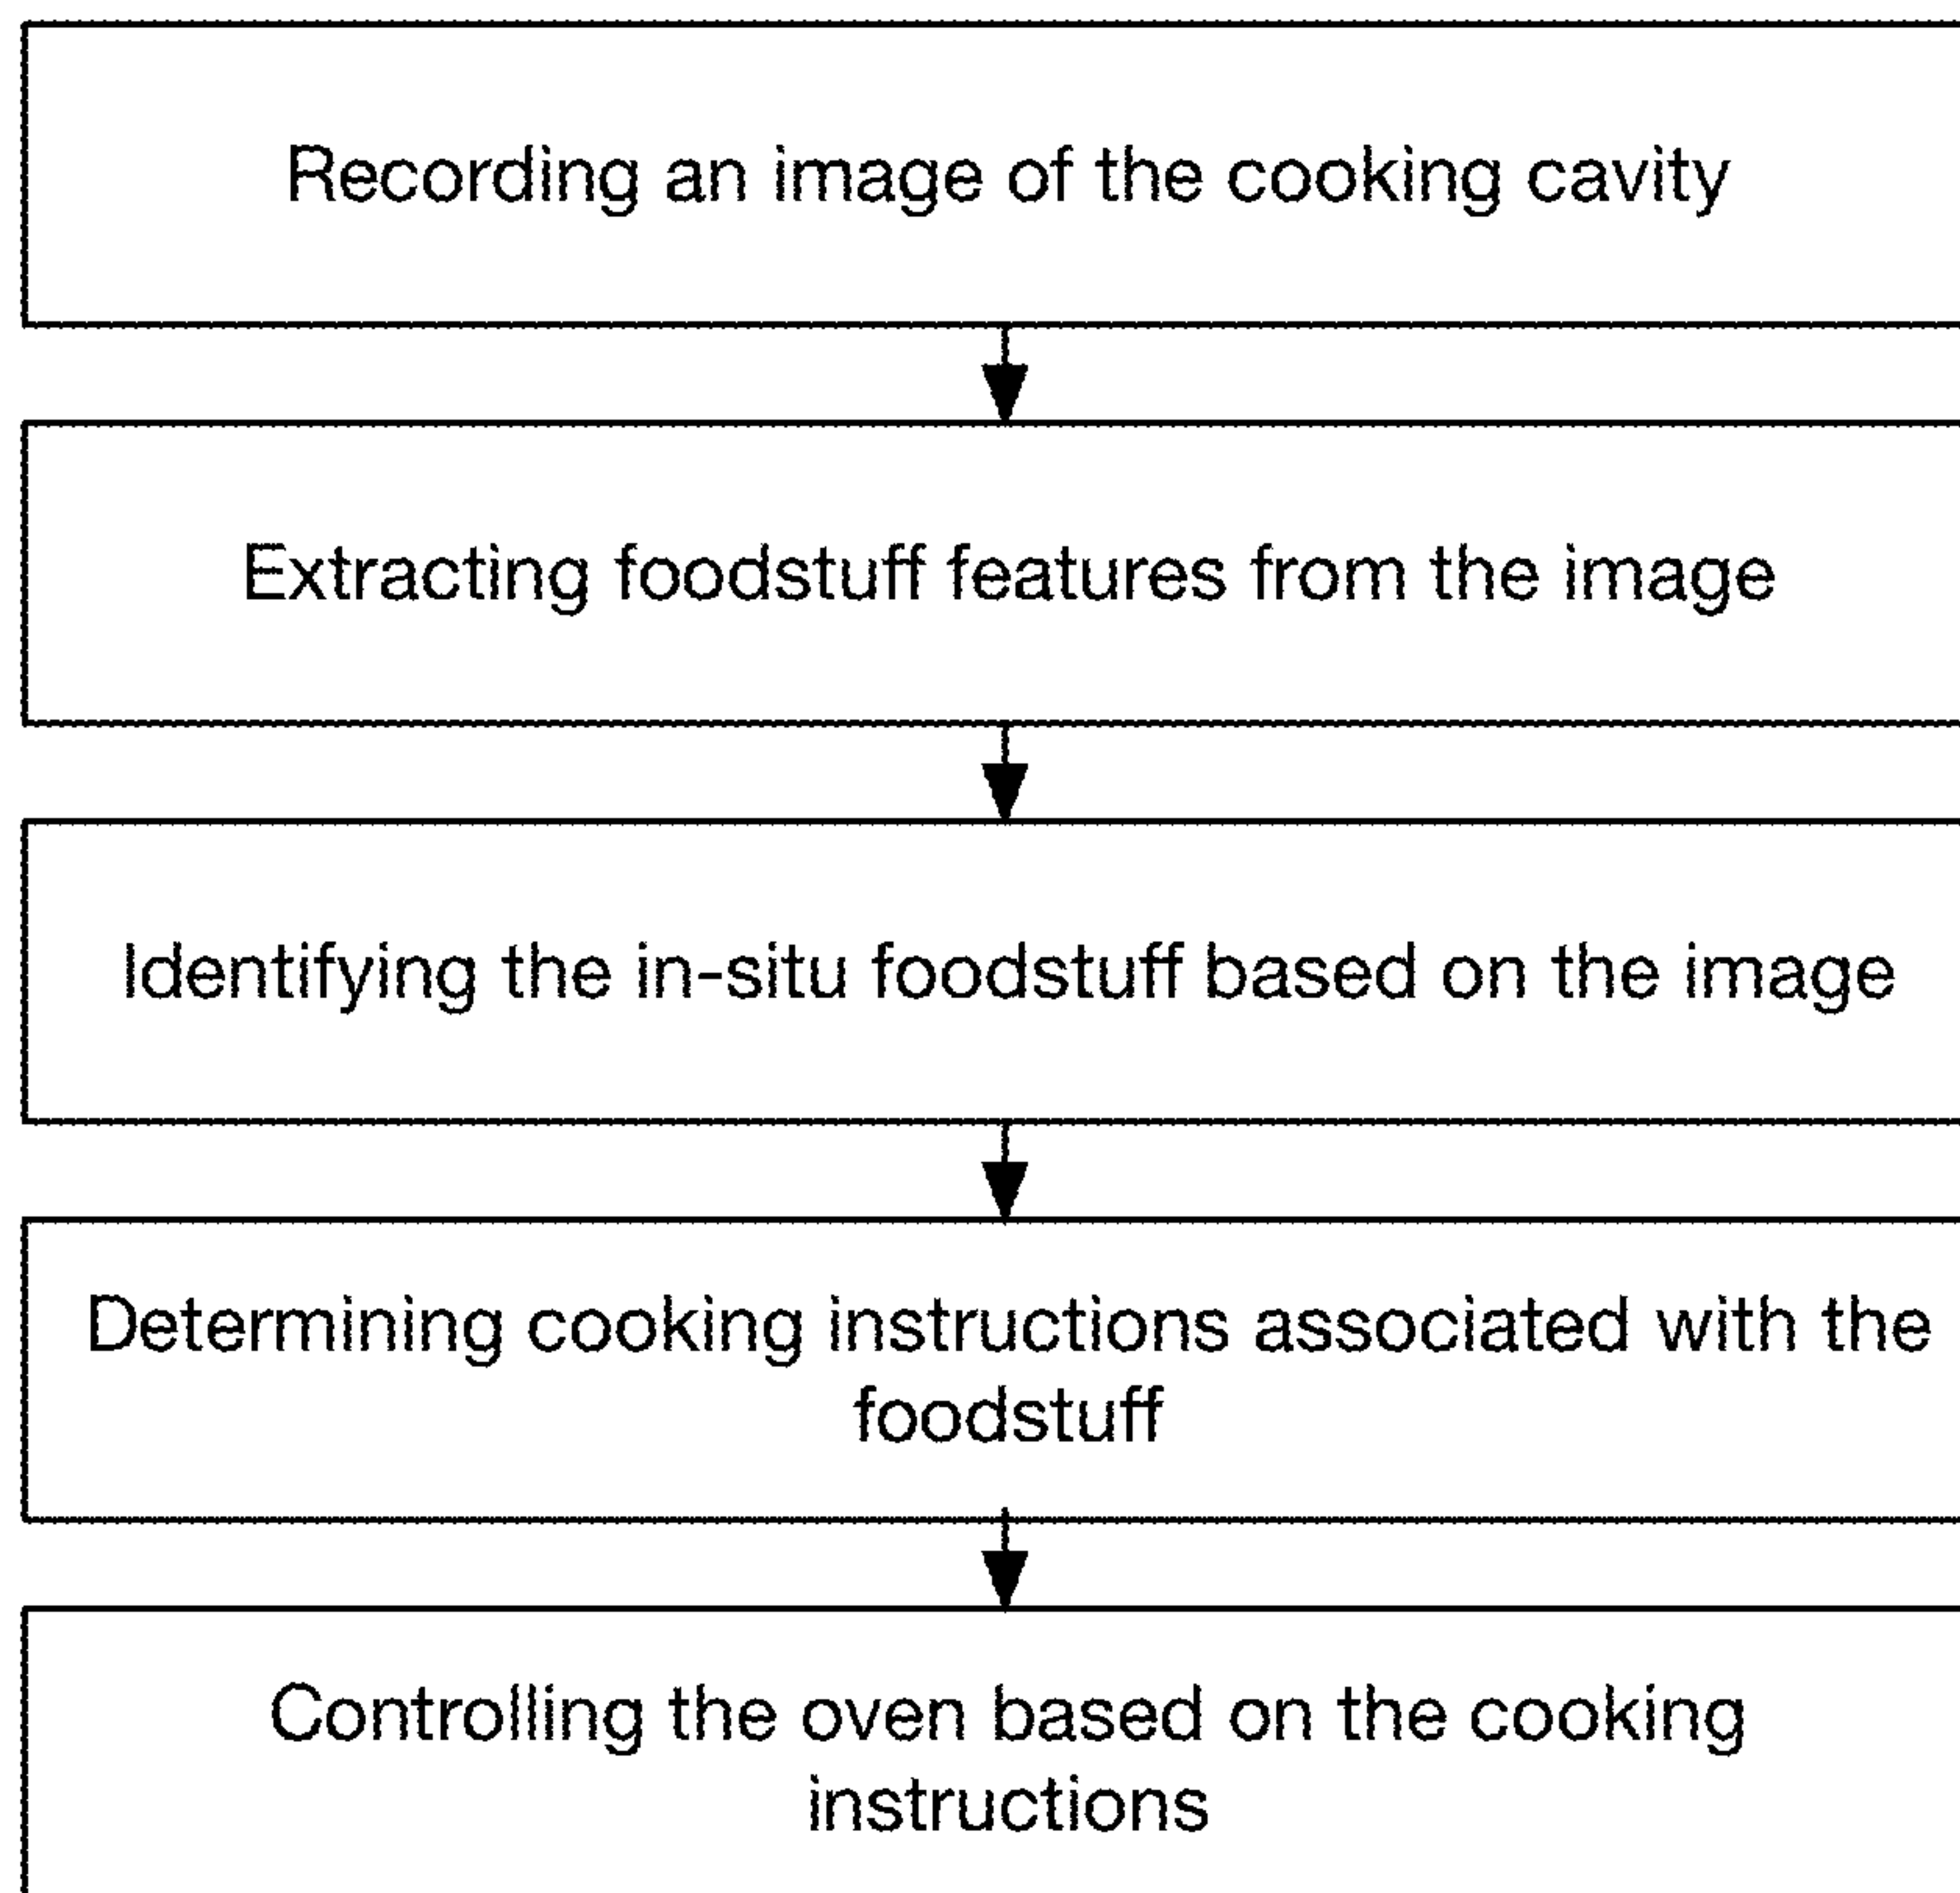 Recording an image of the cooking cavity
Extracting foodstuff features from the image
Identifying the in-situ foodstuff based on the image
Determining cooking instructions associated with the
foodstuff
Controlling the oven based on the cooking
instructions